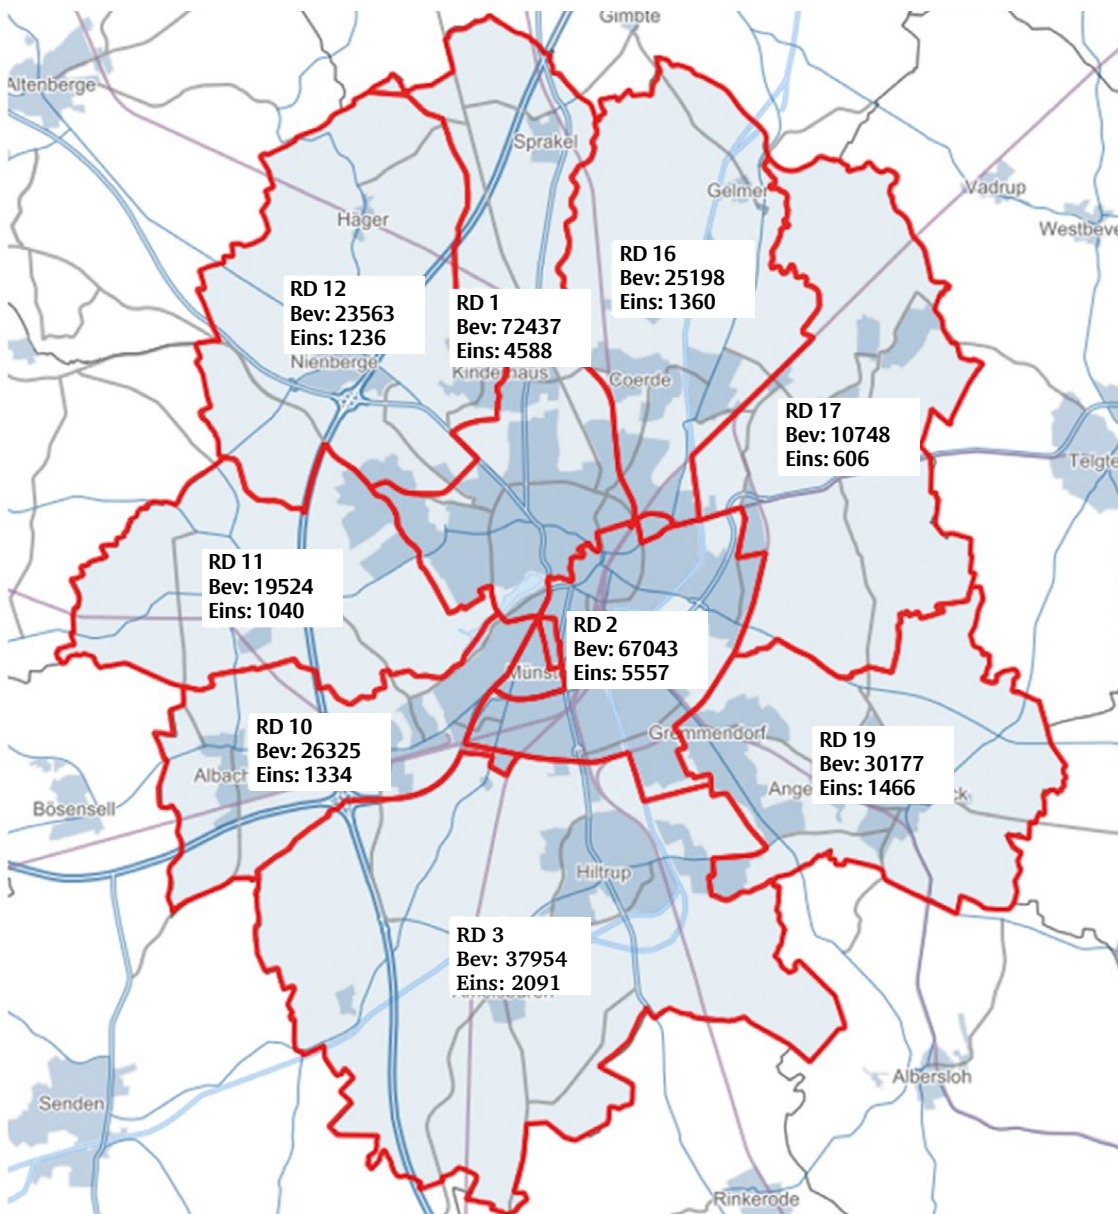 Gimbte
Altenberge
Sprakel
Vadrup
Gelmer
Häger
RD 16
Bev: 25198
Eins: 1360
RD 12
Bev: 23563
Eins: 1236
RD 1
Bev: 72437
Eins: 4588
Nienberge
Coerde
RD 17
Bev: 10748
Eins: 606
RD 11
Bev: 19524
Eins: 1040
RD 2
Bev: 67043
Eins: 5557
RD 10
Bev: 26325
Eins: 1334
Gremmendorf
RD 19
Bev: 30177
Eins: 1466
Bösensell
Hiltrup
RD 3
Bev: 37954
Eins: 2091
Albersloh
Senden
Rinkerode